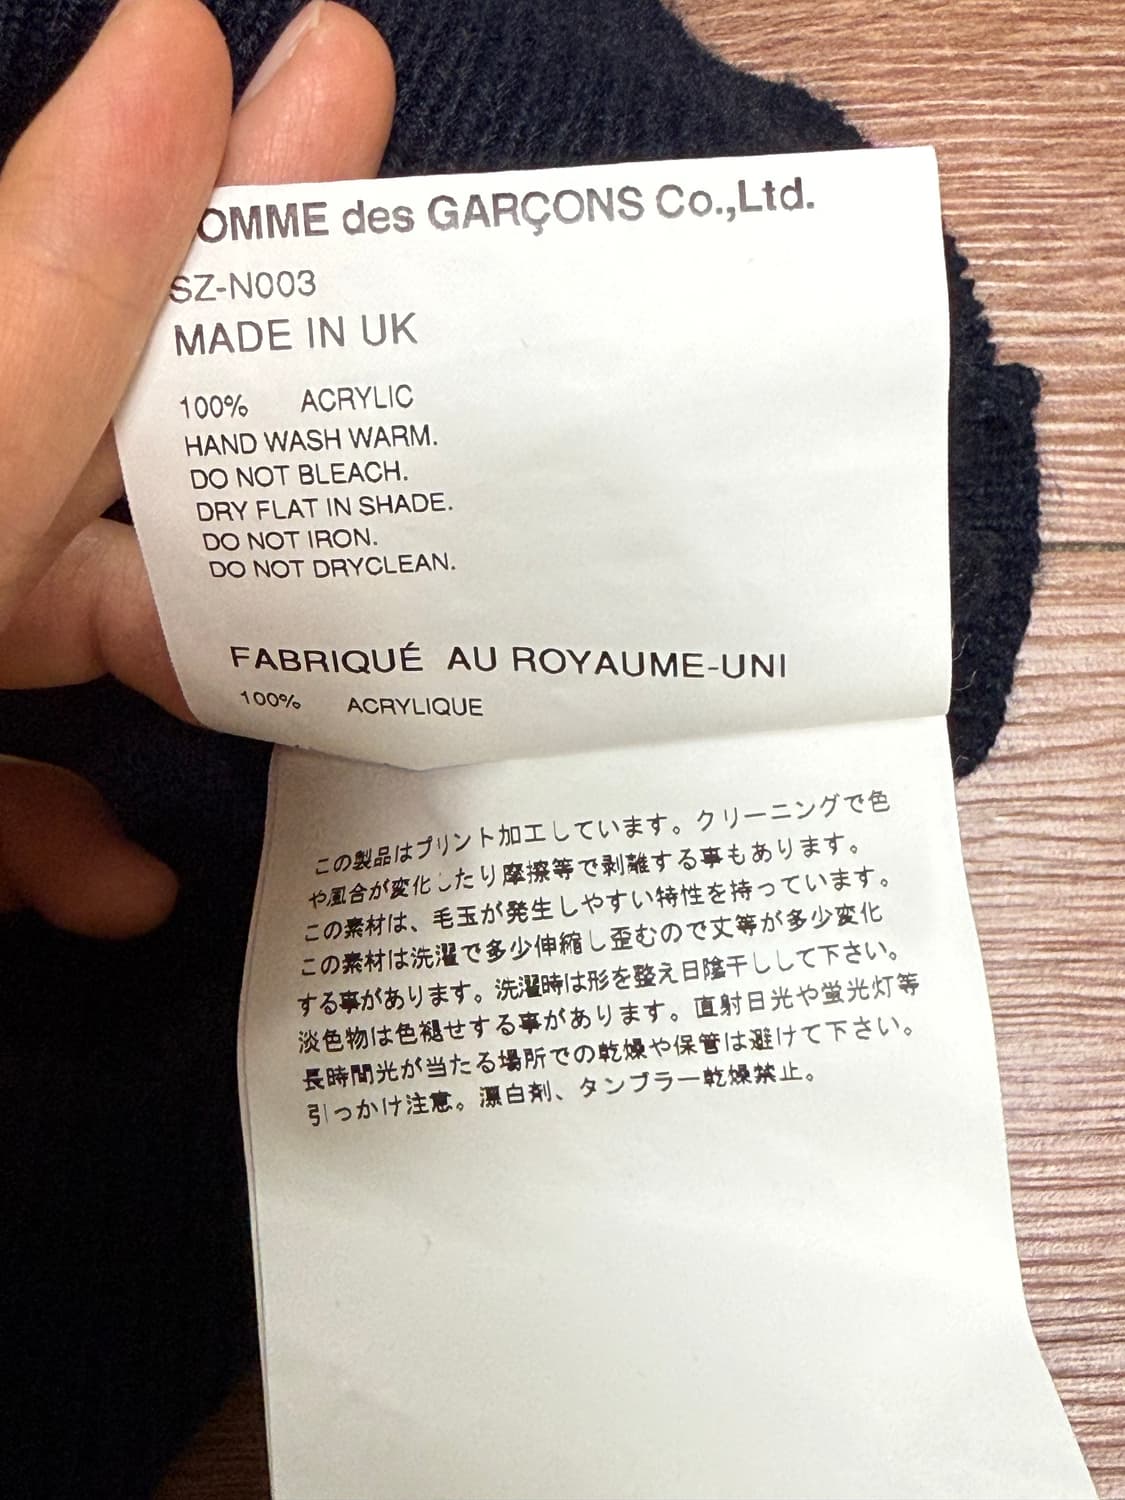 OMME des GARÇONS Co.,Ltd.
SZ-N003
MADE IN UK
100% ACRYLIC
HAND WASH WARM.
DO NOT BLEACH.
DRY FLAT IN SHADE.
DO NOT IRON.
DO NOT DRYCLEAN.
FABRIQUÉ AU ROYAUME-UNI
100% ACRYLIQUE
この製品はプリント加工しています。クリーニングで色
や風合が変化したり摩擦等で剥離する事もあります。
この素材は、毛玉が発生しやすい特性を持っています。
この素材は洗濯で多少伸縮し歪むので丈等が多少変化
する事があります。洗濯時は形を整え日陰干しして下さい。
淡色物は色褪せする事があります。直射日光や蛍光灯等
長時間光が当たる場所での乾燥や保管は避けて下さい。
引っかけ注意。漂白剤、タンブラー乾燥禁止。